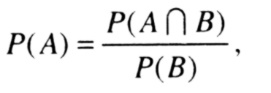 P(A) = P(A ∩ B) / P(B) ,